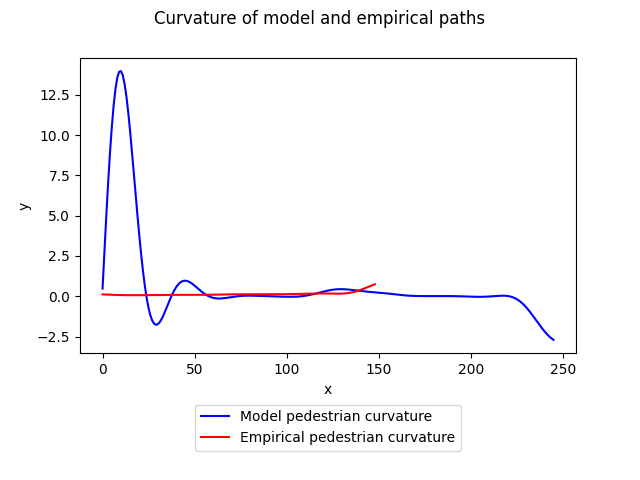 Curvature of model and empirical paths
12.5
10.0
7.5
5.0
2.5
0.0
−2.5
y
0 50 100 150 200 250
x
Model pedestrian curvature
Empirical pedestrian curvature